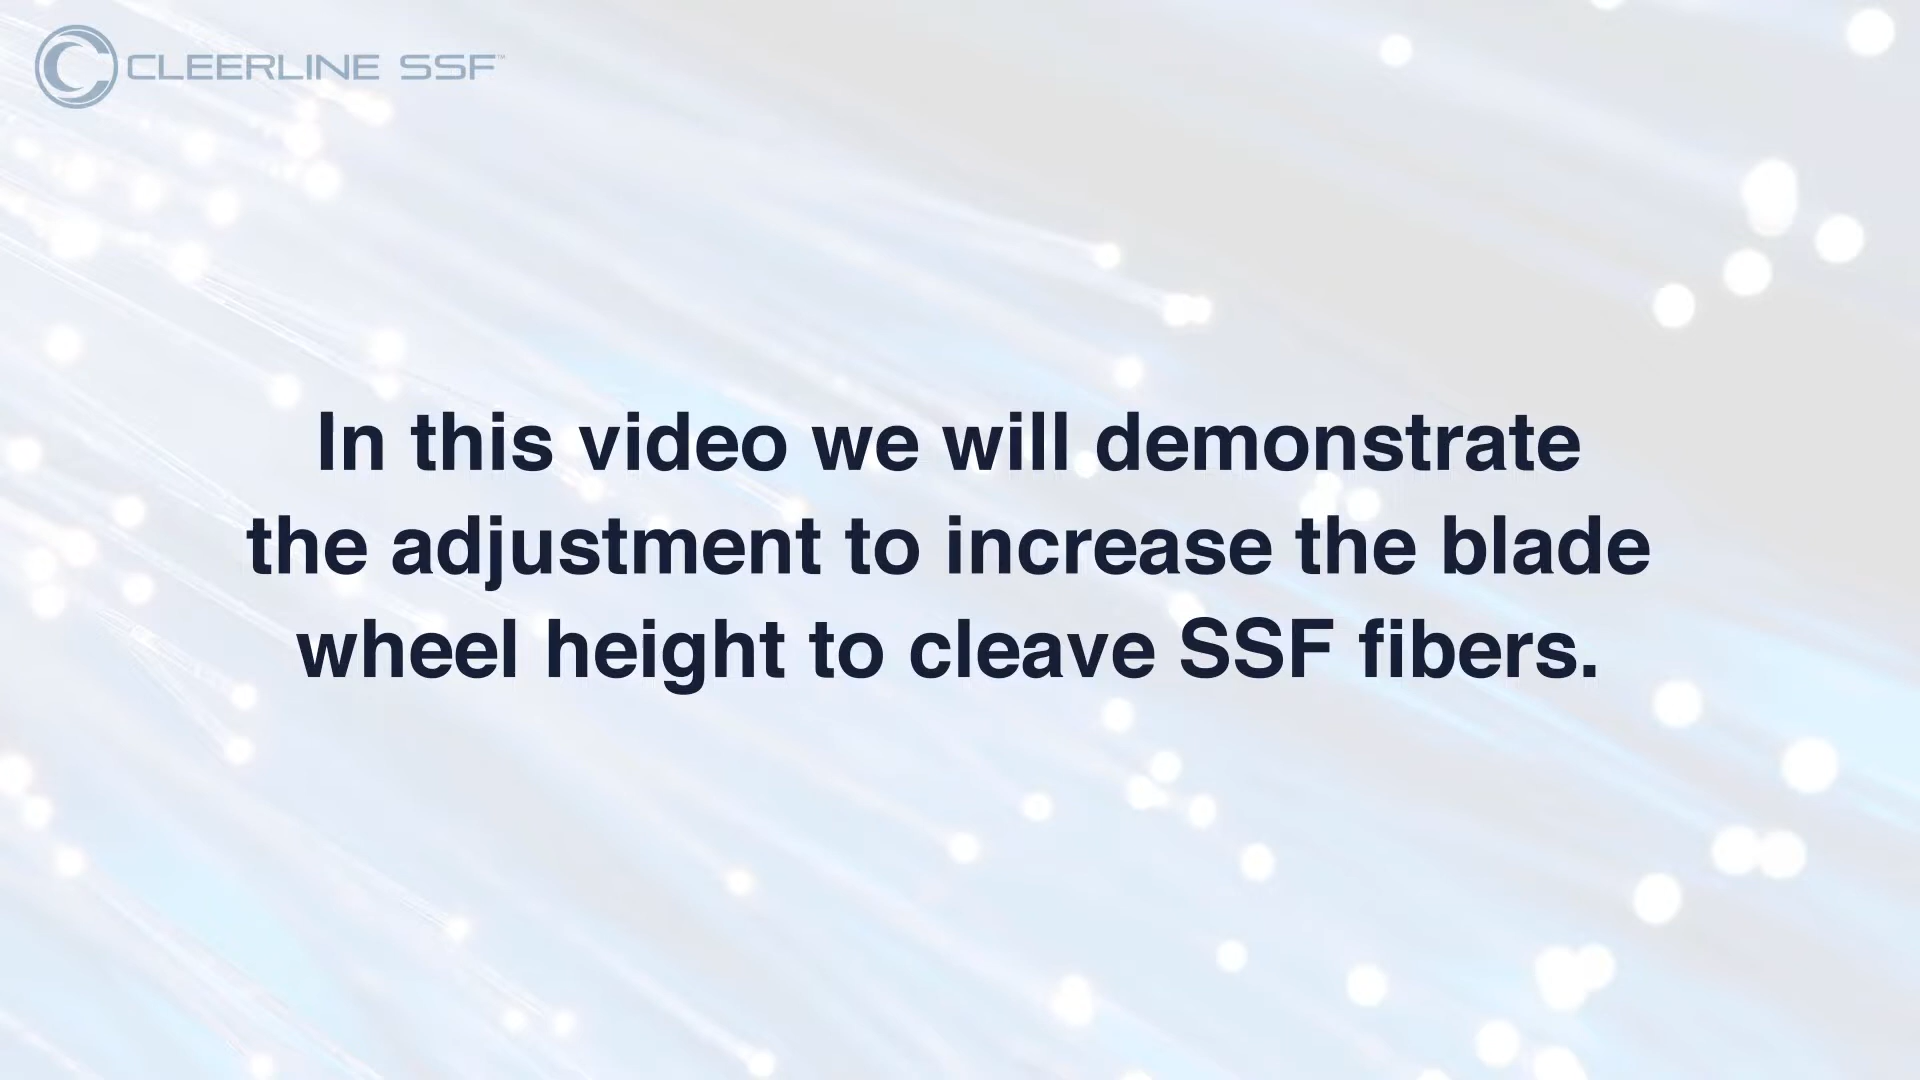 CLEERLINE SSF™
In this video we will demonstrate
the adjustment to increase the blade
wheel height to cleave SSF fibers.